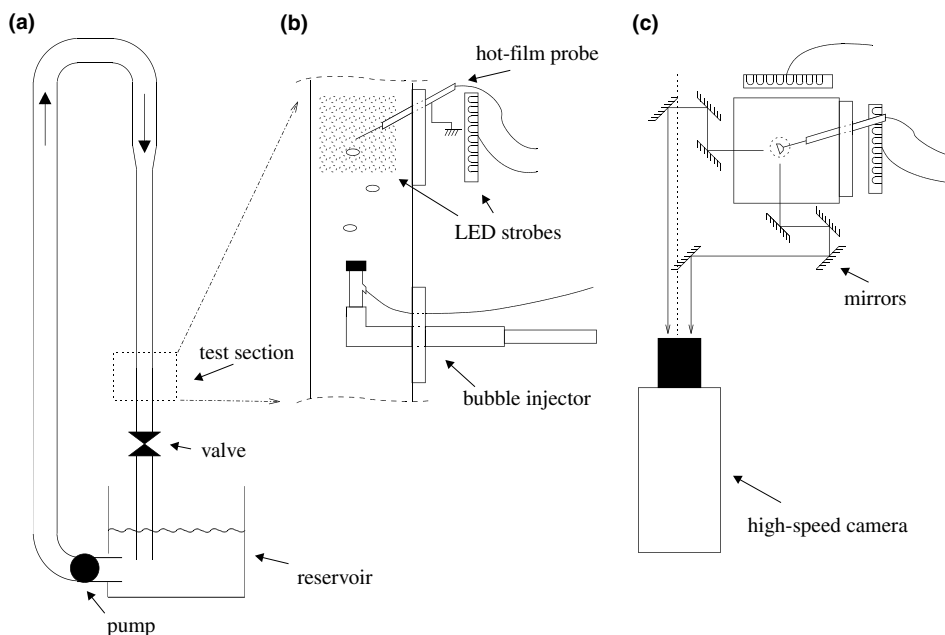 (a)
test section
valve
reservoir
pump
(b)
hot-film probe
LED strobes
bubble injector
(c)
mirrors
high-speed camera